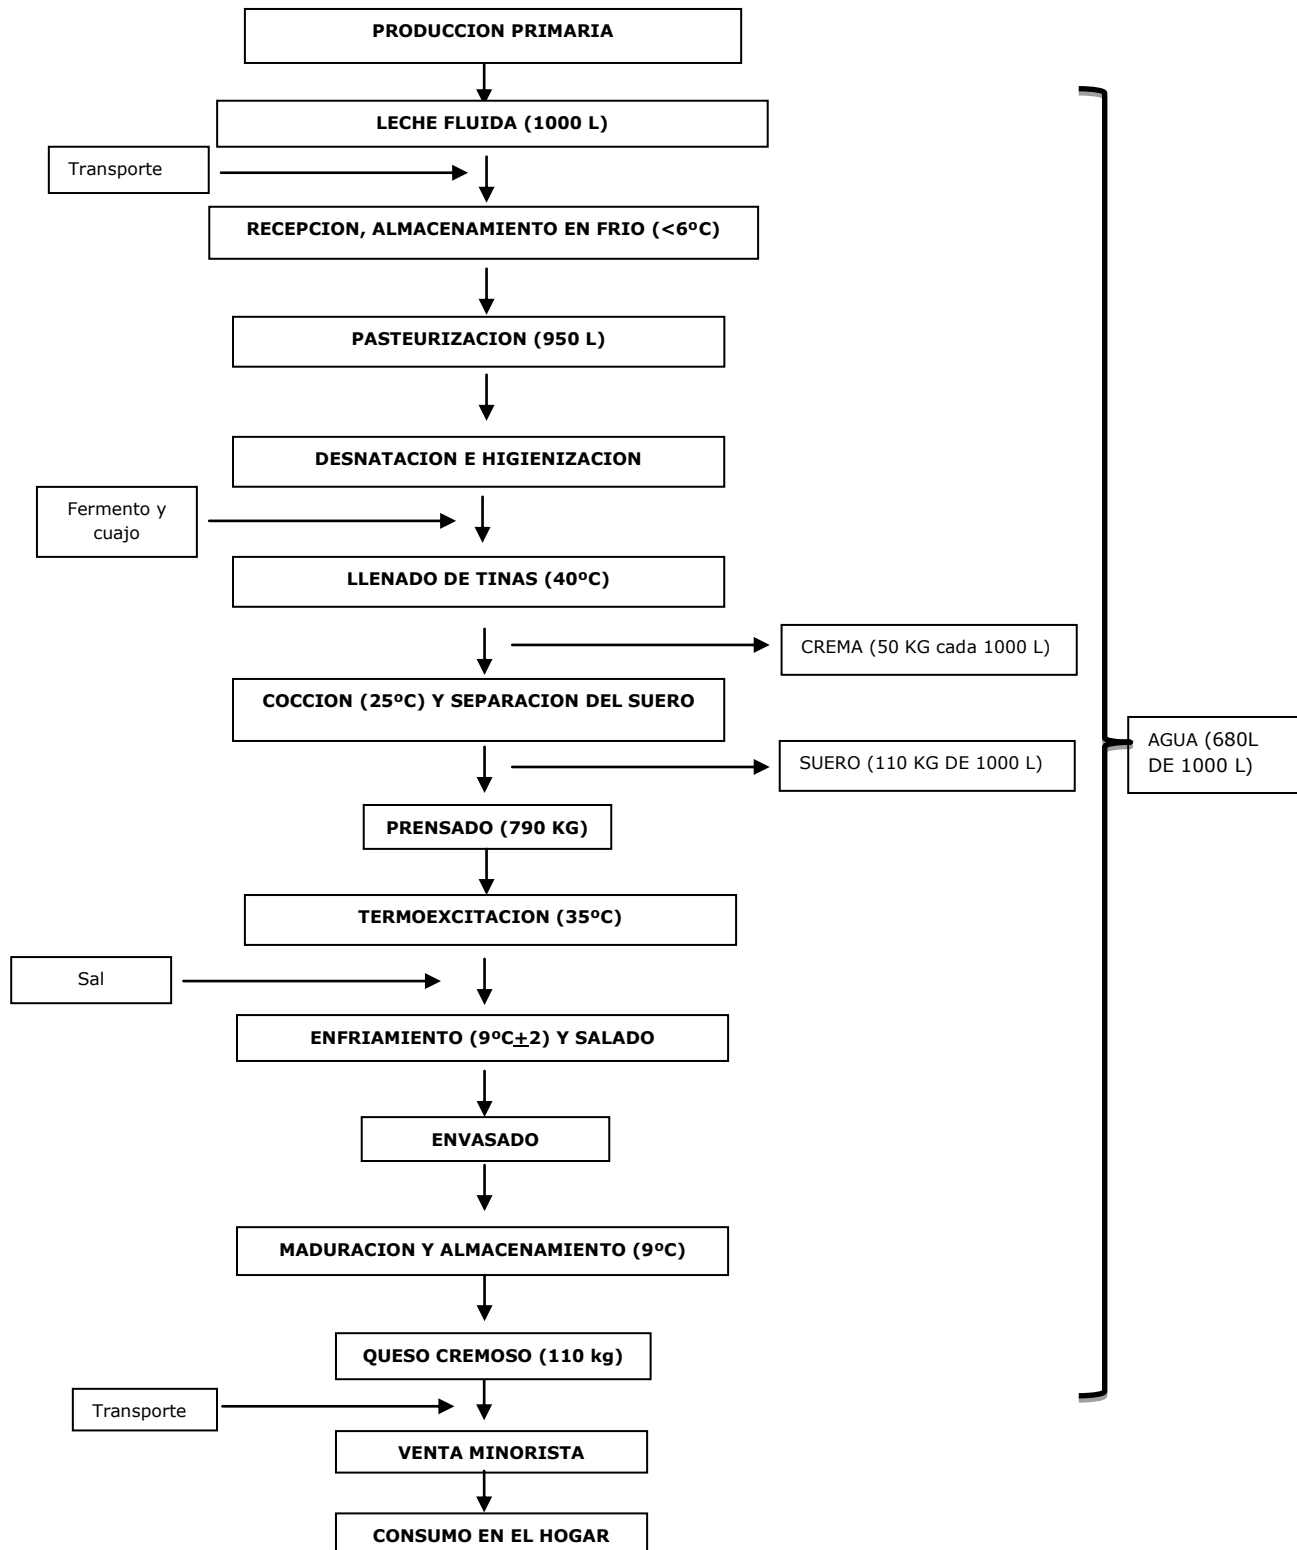 PRODUCCION PRIMARIA
LECHE FLUIDA (1000 L)
Transporte
RECEPCION, ALMACENAMIENTO EN FRIO (<6ºC)
PASTEURIZACION (950 L)
DESNATACION E HIGIENIZACION
Fermento y
cuajo
LLENADO DE TINAS (40ºC)
CREMA (50 KG cada 1000 L)
COCCION (25ºC) Y SEPARACION DEL SUERO
AGUA (680L
DE 1000 L)
SUERO (110 KG DE 1000 L)
PRENSADO (790 KG)
TERMOEXCITACION (35ºC)
Sal
ENFRIAMIENTO (9ºC±2) Y SALADO
ENVASADO
MADURACION Y ALMACENAMIENTO (9ºC)
QUESO CREMOSO (110 kg)
Transporte
VENTA MINORISTA
CONSUMO EN EL HOGAR